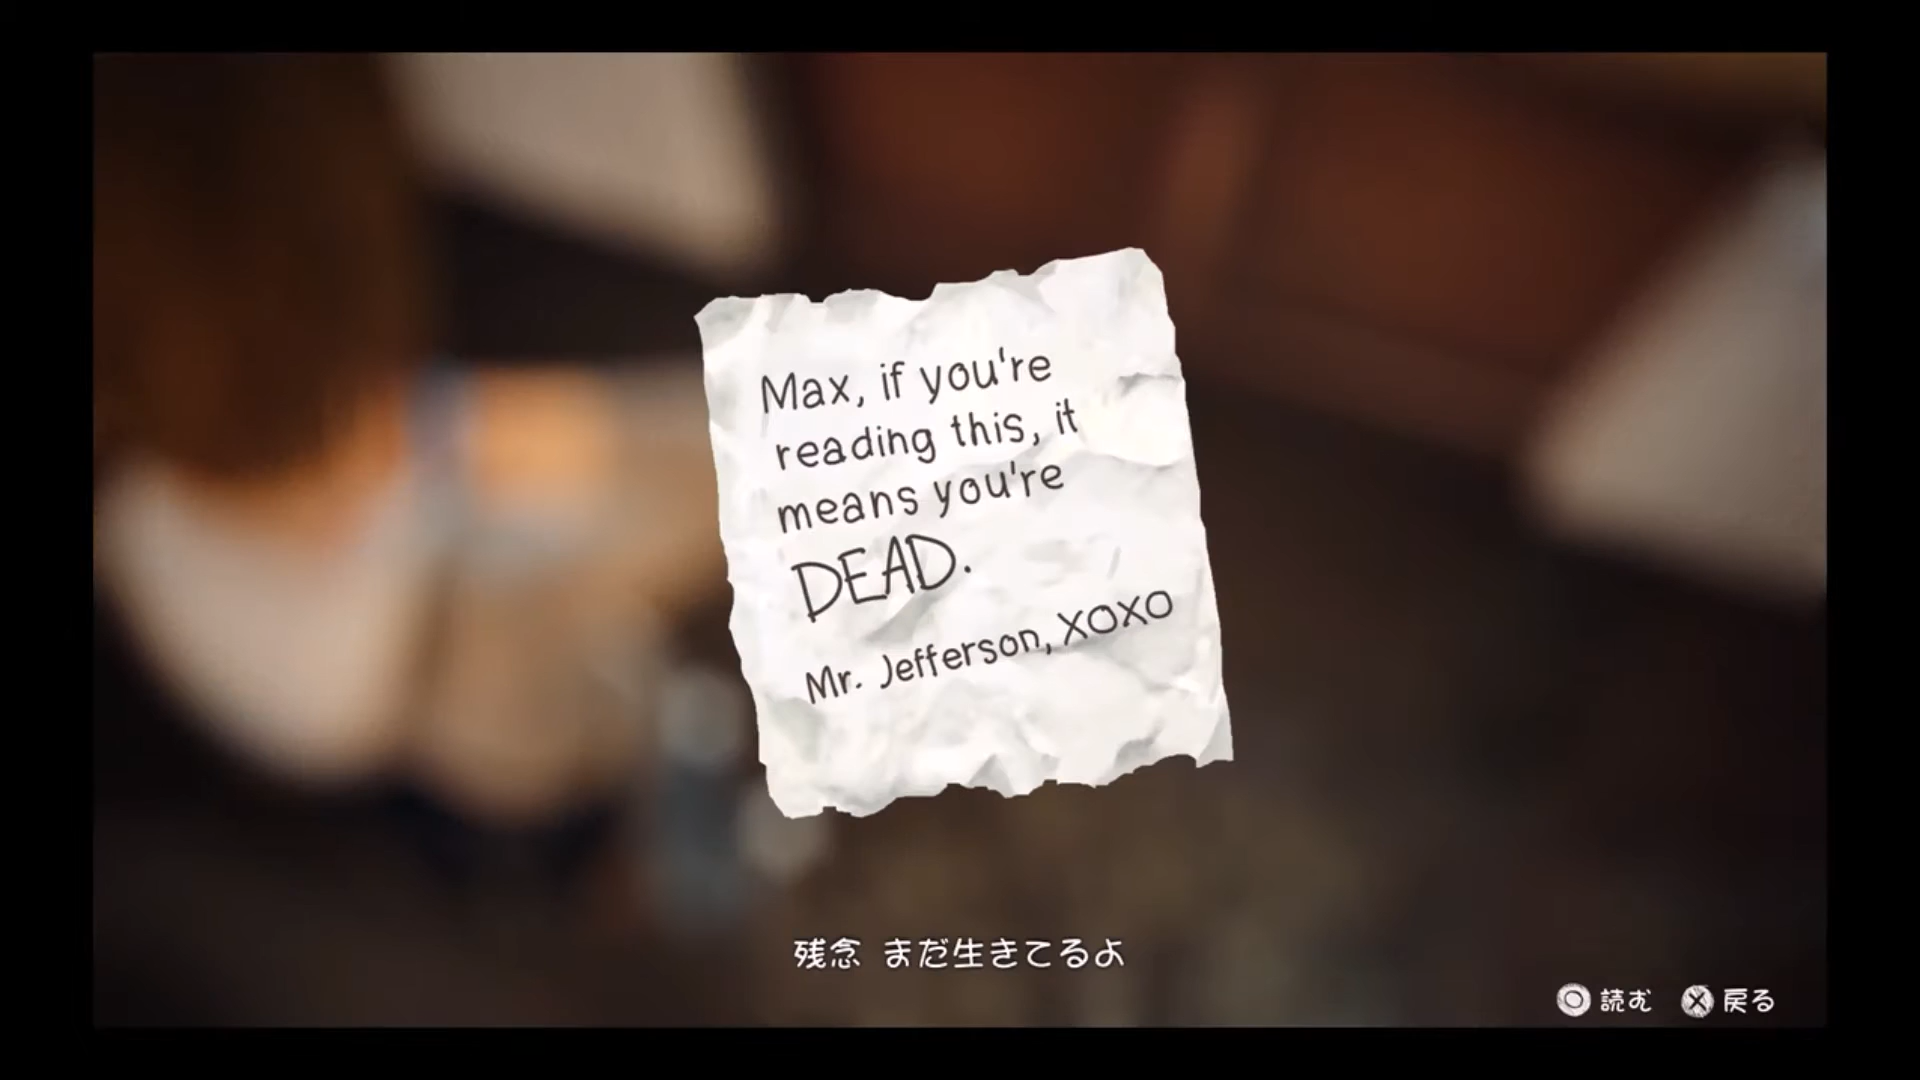 Max, if you're
reading this, it
means you're
DEAD.
Mr. Jefferson, XOXO
残念 まだ生きてるよ
読む 戻る